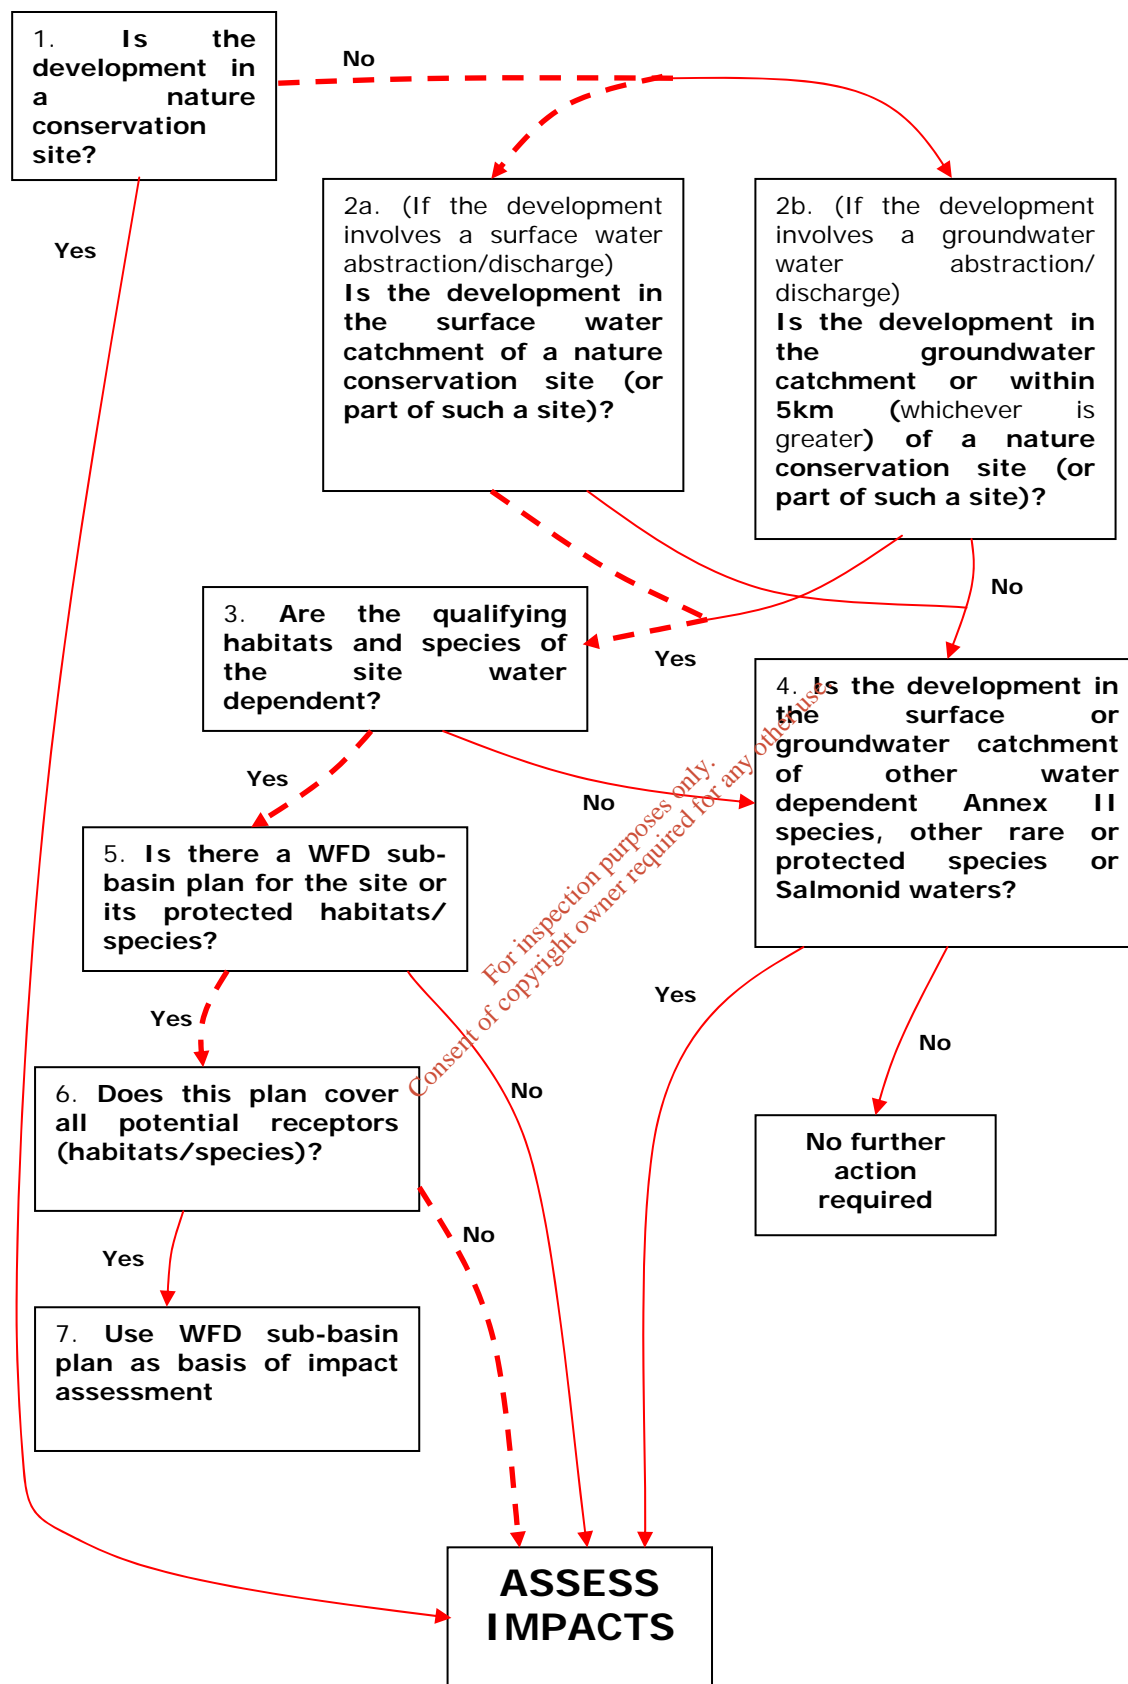 1. Is the
development in
a nature
conservation
site?
No
Yes
2a. (If the development
involves a surface water
abstraction/discharge)
Is the development in
the surface water
catchment of a nature
conservation site (or
part of such a site)?
2b. (If the development
involves a groundwater
water abstraction/
discharge)
Is the development in
the groundwater
catchment or within
5km (whichever is
greater) of a nature
conservation site (or
part of such a site)?
No
Yes
3. Are the qualifying
habitats and species of
the site water
dependent?
4. Is the development in
the surface or
groundwater catchment
of other water
dependent Annex II
species, other rare or
protected species or
Salmonid waters?
Yes
No
5. Is there a WFD sub-
basin plan for the site or
its protected habitats/
species?
For inspection purposes only.
Consent of copyright owner required for any other use.
Yes
No
Yes
No
6. Does this plan cover
all potential receptors
(habitats/species)?
No further
action
required
Yes
No
7. Use WFD sub-basin
plan as basis of impact
assessment
ASSESS
IMPACTS